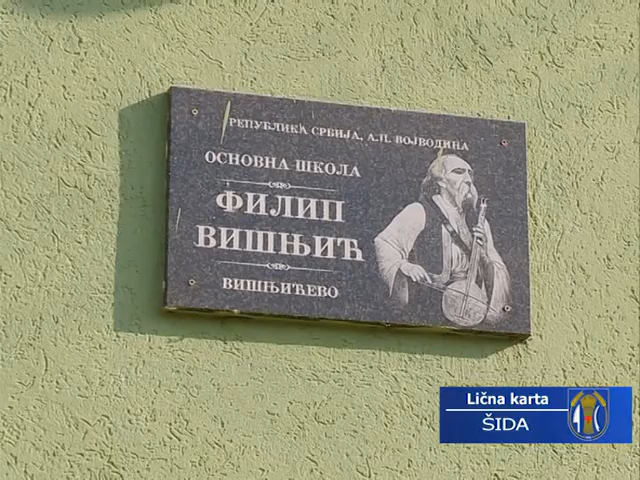 РЕПУБЛИКА СРБИЈА, А.П. ВОЈВОДИНА
ОСНОВНА ШКОЛА
ФИЛИП
ВИШЊИЋ
ВИШЊИЋЕВО
Lična karta
ŠIDA